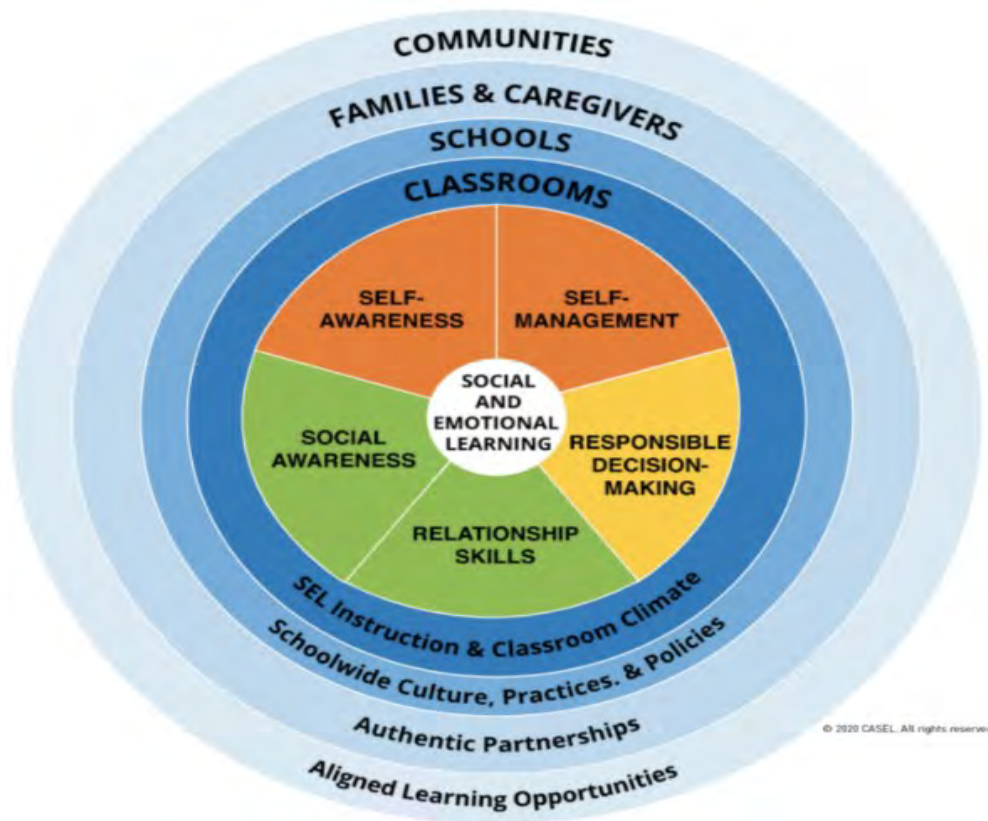 COMMUNITIES
FAMILIES & CAREGIVERS
SCHOOLS
CLASSROOMS
SELF-
AWARENESS
SELF-
MANAGEMENT
SOCIAL
AND
EMOTIONAL
LEARNING
SOCIAL
AWARENESS
RESPONSIBLE
DECISION-
MAKING
RELATIONSHIP
SKILLS
SEL Instruction & Classroom Climate
Schoolwide Culture, Practices. & Policies
Authentic Partnerships
Aligned Learning Opportunities
© 2020 CASEL. All rights reserve